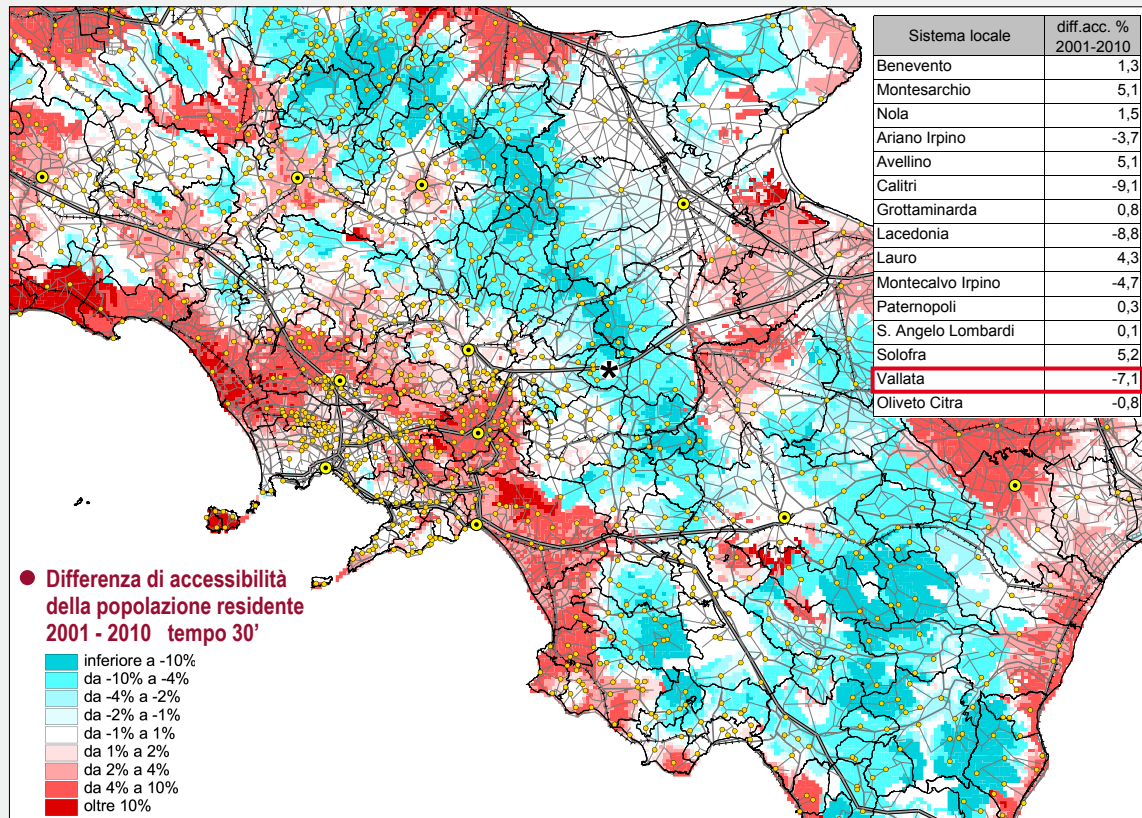 Sistema locale diff.acc. % 2001-2010
Benevento 1,3
Montesarchio 5,1
Nola 1,5
Ariano Irpino -3,7
Avellino 5,1
Calitri -9,1
Grottaminarda 0,8
Lacedonia -8,8
Lauro 4,3
Montecalvo Irpino -4,7
Paternopoli 0,3
S. Angelo Lombardi 0,1
Solofra 5,2
Vallata -7,1
Oliveto Citra -0,8
*
Differenza di accessibilità
della popolazione residente
2001 - 2010 tempo 30'
inferiore a -10%
da -10% a -4%
da -4% a -2%
da -2% a -1%
da -1% a 1%
da 1% a 2%
da 2% a 4%
da 4% a 10%
oltre 10%